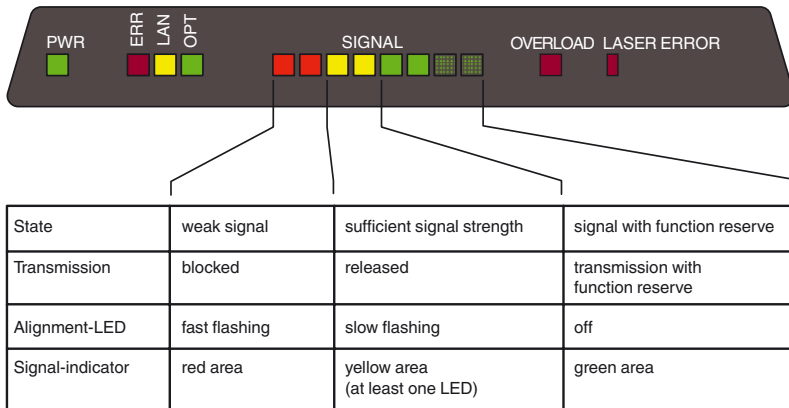 PWR ERR LAN OPT SIGNAL OVERLOAD LASER ERROR
State weak signal sufficient signal strength signal with function reserve
Transmission blocked released transmission with
function reserve
Alignment-LED fast flashing slow flashing off
Signal-indicator red area yellow area green area
(at least one LED)